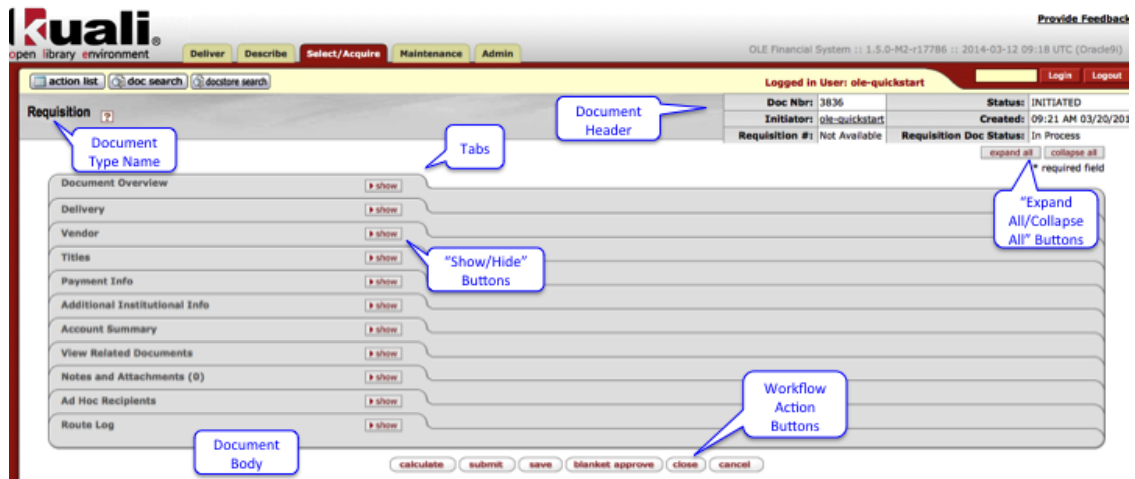 kuali®
open library environment
Provide Feedback
Deliver Describe Select/Acquire Maintenance Admin
OLE Financial System :: 1.5.0-M2-r17786 :: 2014-03-12 09:18 UTC (Oracle9i)
action list doc search docstore search
Logged in User: ole-quickstart
Login Logout
Requisition ?
Doc Nbr: 3836 Status: INITIATED
Initiator: ole-quickstart Created: 09:21 AM 03/20/201
Requisition #: Not Available Requisition Doc Status: In Process
Document
Header
Document
Type Name
Tabs
expand all collapse all
* required field
"Expand
All/Collapse
All" Buttons
Document Overview show
Delivery show
Vendor show
Titles show
"Show/Hide"
Buttons
Payment Info show
Additional Institutional Info show
Account Summary show
View Related Documents show
Notes and Attachments (0) show
Ad Hoc Recipients show
Route Log show
Workflow
Action
Buttons
Document
Body
calculate submit save blanket approve close cancel